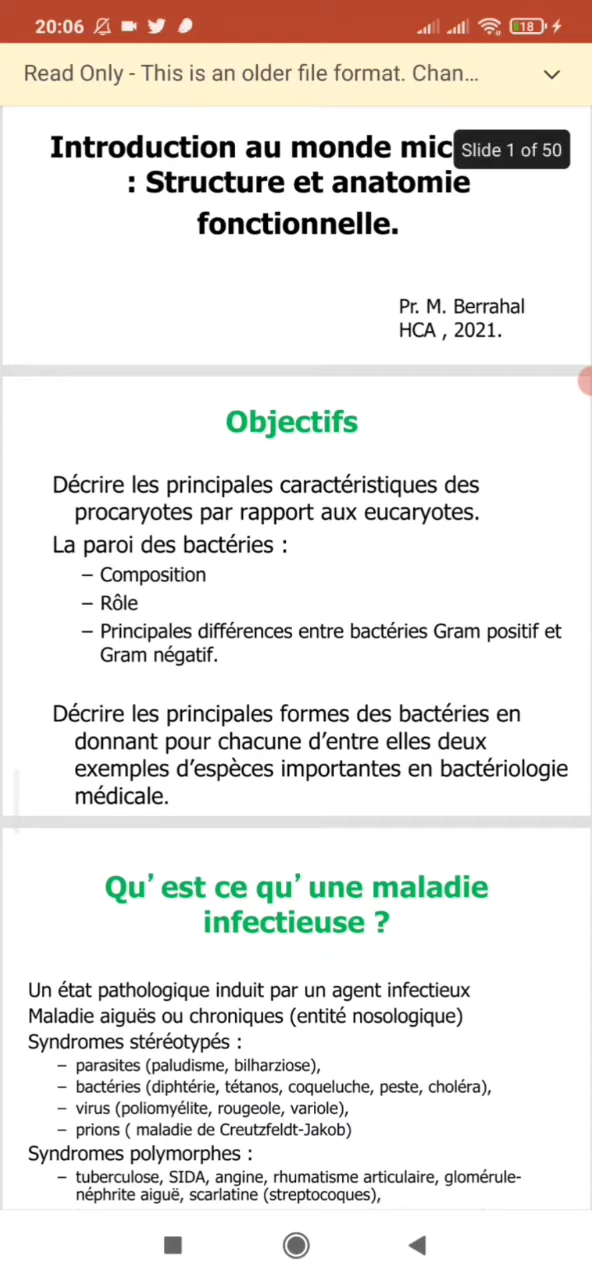 20:06
18
Read Only - This is an older file format. Chan...
Introduction au monde mic
Slide 1 of 50
: Structure et anatomie
fonctionnelle.
Pr. M. Berrahal
HCA , 2021.
Objectifs
Décrire les principales caractéristiques des
procaryotes par rapport aux eucaryotes.
La paroi des bactéries :
– Composition
– Rôle
– Principales différences entre bactéries Gram positif et
Gram négatif.
Décrire les principales formes des bactéries en
donnant pour chacune d’entre elles deux
exemples d’espèces importantes en bactériologie
médicale.
Qu’ est ce qu’ une maladie
infectieuse ?
Un état pathologique induit par un agent infectieux
Maladie aiguës ou chroniques (entité nosologique)
Syndromes stéréotypés :
– parasites (paludisme, bilharziose),
– bactéries (diphtérie, tétanos, coqueluche, peste, choléra),
– virus (poliomyélite, rougeole, variole),
– prions ( maladie de Creutzfeldt-Jakob)
Syndromes polymorphes :
– tuberculose, SIDA, angine, rhumatisme articulaire, glomérule-
néphrite aiguë, scarlatine (streptocoques),